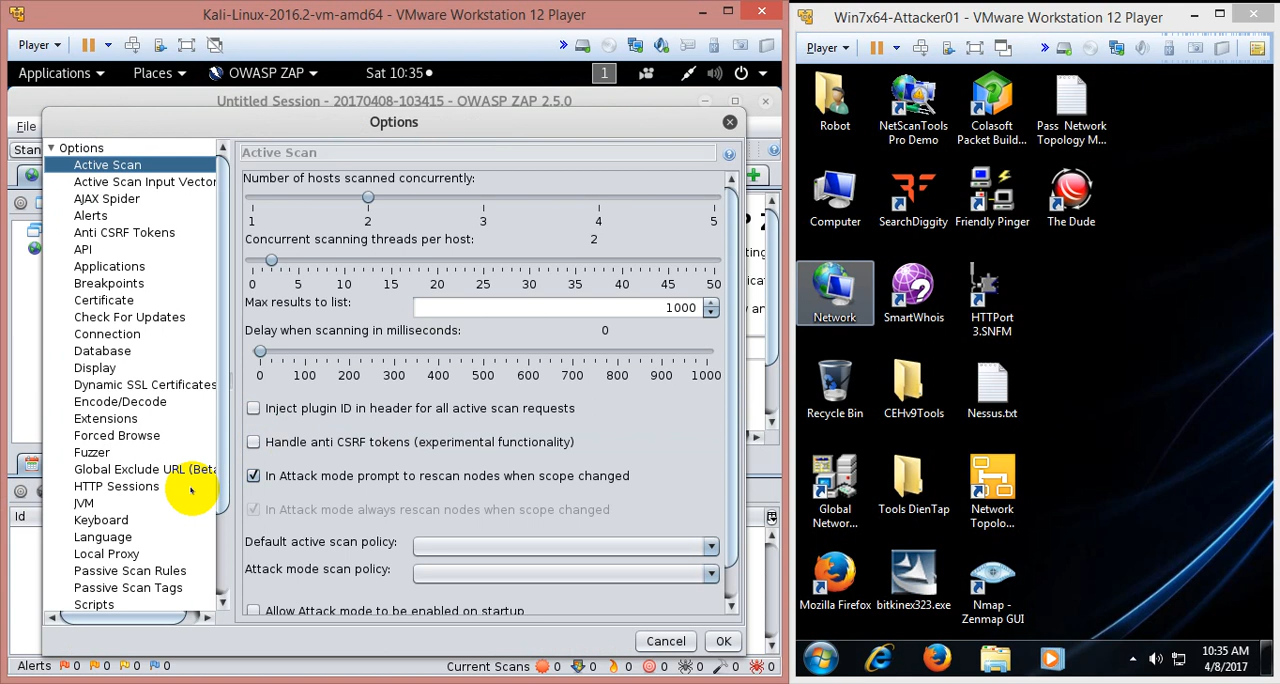 Kali-Linux-2016.2-vm-amd64 - VMware Workstation 12 Player
Player
Applications
Places
OWASP ZAP
Sat 10:35
1
Untitled Session - 20170408-103415 - OWASP ZAP 2.5.0
File
Stan
Options
Options
Active Scan
Active Scan Input Vector
AJAX Spider
Alerts
Anti CSRF Tokens
API
Applications
Breakpoints
Certificate
Check For Updates
Connection
Database
Display
Dynamic SSL Certificates
Encode/Decode
Extensions
Forced Browse
Fuzzer
Global Exclude URL (Beta
HTTP Sessions
JVM
Keyboard
Language
Local Proxy
Passive Scan Rules
Passive Scan Tags
Scripts
Active Scan
Number of hosts scanned concurrently:
1 2 3 4 5
Concurrent scanning threads per host: 2
0 5 10 15 20 25 30 35 40 45 50
Max results to list: 1000
Delay when scanning in milliseconds: 0
0 100 200 300 400 500 600 700 800 900 1000
Inject plugin ID in header for all active scan requests
Handle anti CSRF tokens (experimental functionality)
In Attack mode prompt to rescan nodes when scope changed
In Attack mode always rescan nodes when scope changed
Default active scan policy:
Attack mode scan policy:
Allow Attack mode to be enabled on startup
Cancel
OK
Id
Alerts 0 0 0 0
Current Scans 0 0 0 0 0 0 0
Win7x64-Attacker01 - VMware Workstation 12 Player
Player
Robot
NetScanTools
Pro Demo
Colasoft
Packet Build...
Pass Network
Topology M...
Computer
SearchDiggity
Friendly Pinger
The Dude
Network
SmartWhois
HTTPort
3.SNFM
Recycle Bin
CEHv9Tools
Nessus.txt
Global
Network...
Tools DienTap
Network
Topolo...
Mozilla Firefox
bitkinex323.exe
Nmap -
Zenmap GUI
10:35 AM
4/8/2017